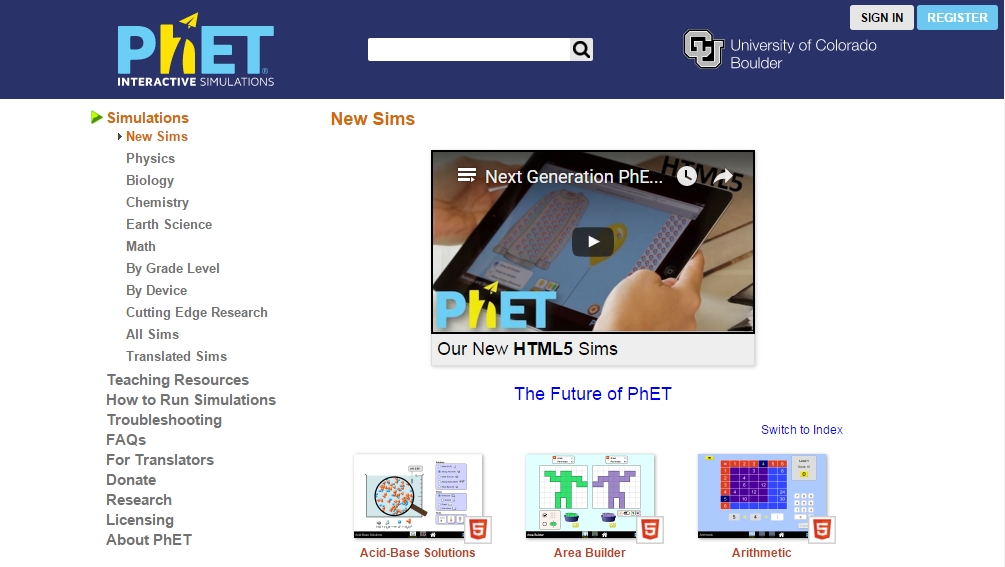 SIGN IN
REGISTER
PhET
INTERACTIVE SIMULATIONS
University of Colorado
Boulder
Simulations
New Sims
Physics
Biology
Chemistry
Earth Science
Math
By Grade Level
By Device
Cutting Edge Research
All Sims
Translated Sims
Teaching Resources
How to Run Simulations
Troubleshooting
FAQs
For Translators
Donate
Research
Licensing
About PhET
New Sims
HTML5
Next Generation PhE...
PhET
Our New HTML5 Sims
The Future of PhET
Switch to Index
Acid-Base Solutions
Area Builder
Arithmetic